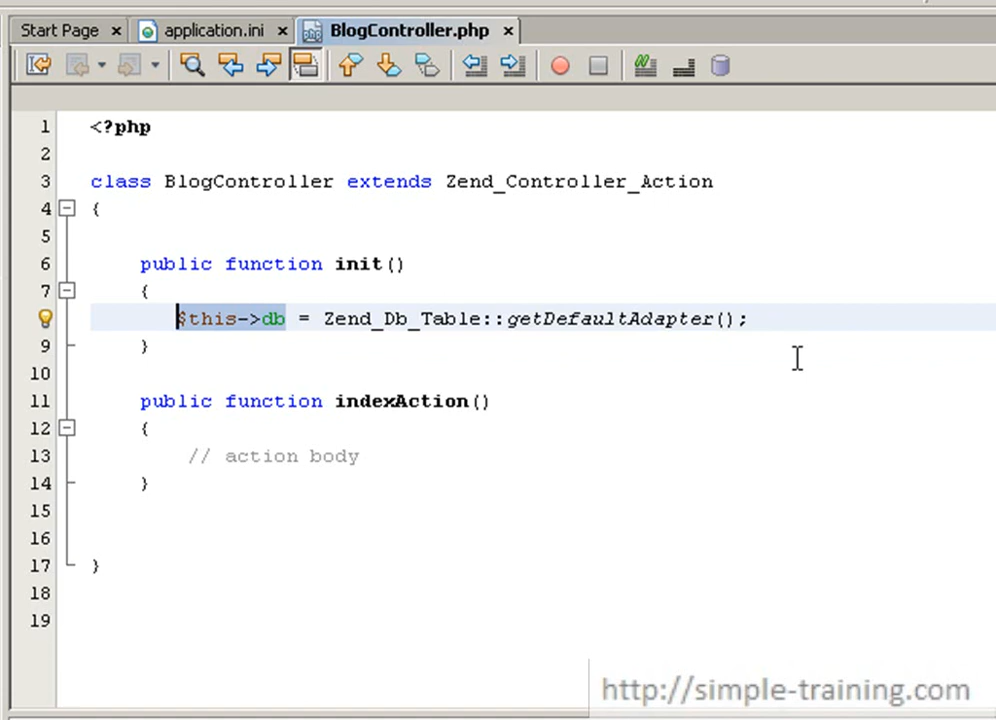 Start Page × application.ini × BlogController.php ×
1 <?php
2
3 class BlogController extends Zend_Controller_Action
4 {
5
6 public function init()
7 {
8 $this->db = Zend_Db_Table::getDefaultAdapter();
9 }
10
11 public function indexAction()
12 {
13 // action body
14 }
15
16
17 }
18
19
http://simple-training.com